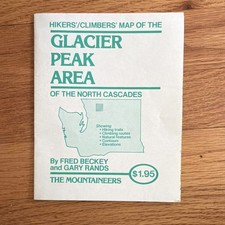 HIKERS'/CLIMBERS' MAP OF THE
GLACIER
PEAK
AREA
OF THE NORTH CASCADES
Showing
• Hiking trails
• Climbing routes
• Natural features
• Contours
• Elevations
By FRED BECKEY
and GARY RANDS
THE MOUNTAINEERS
$1.95